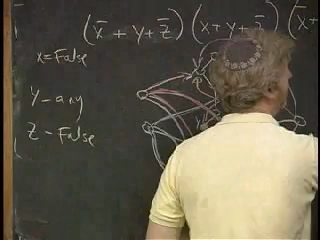 (x̄ + y + z̄) (x + y + z̄) (x̄ +
x = False
Y - any
Z - False